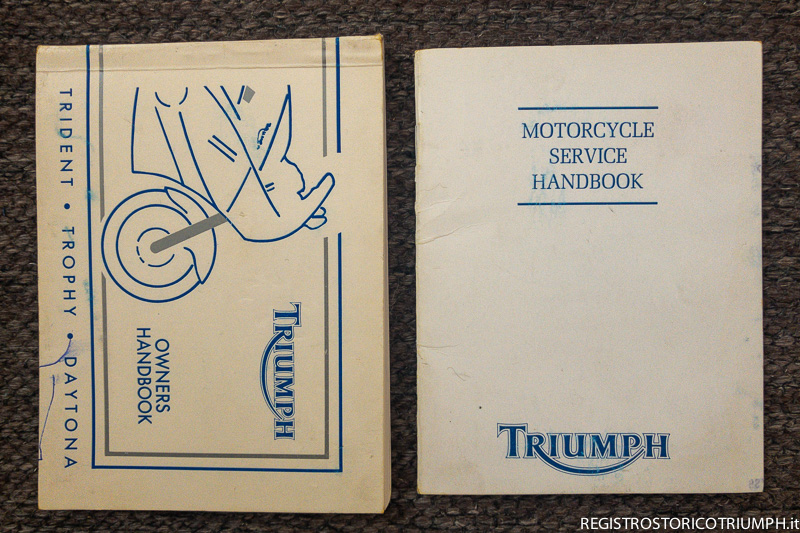 TRIUMPH
OWNERS
HANDBOOK
TRIDENT • TROPHY • DAYTONA
MOTORCYCLE
SERVICE
HANDBOOK
TRIUMPH
REGISTROSTORICOTRIUMPH.it